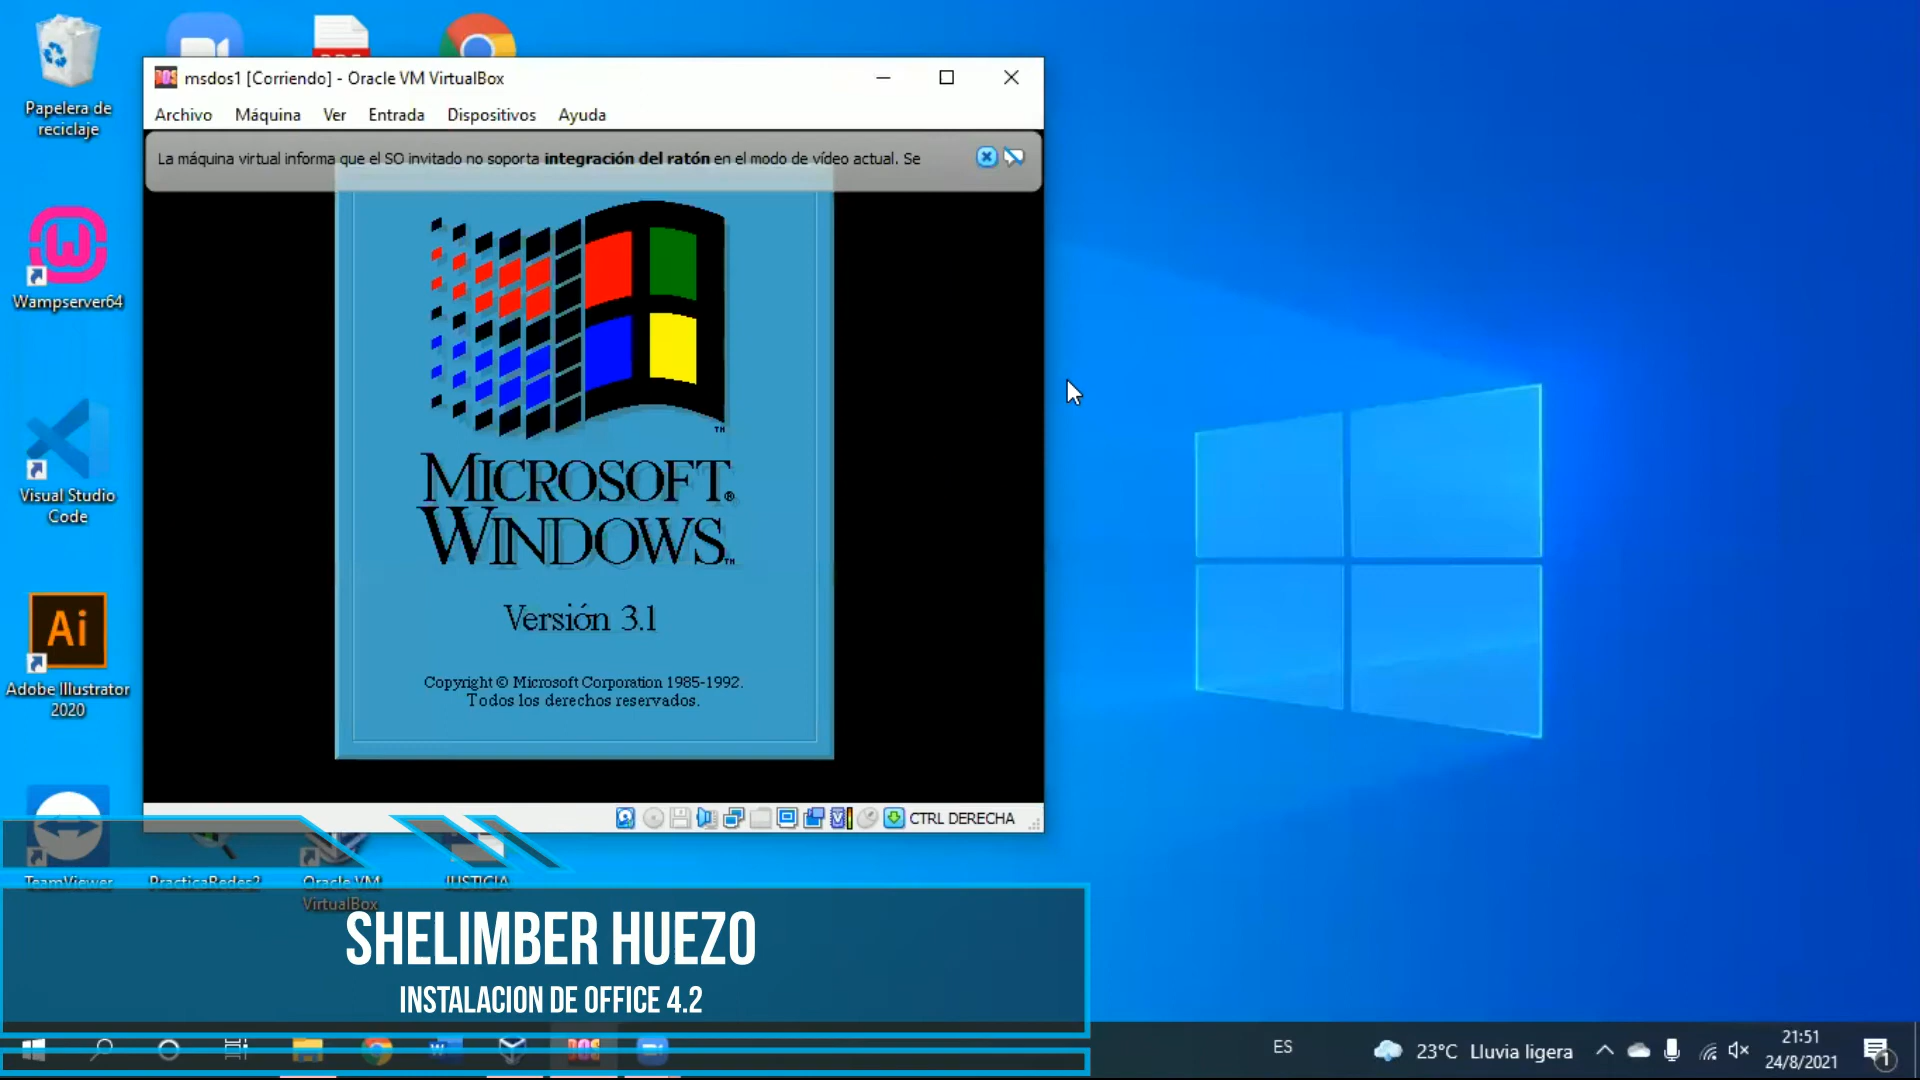 msdos1 [Corriendo] - Oracle VM VirtualBox
Archivo Máquina Ver Entrada Dispositivos Ayuda
La máquina virtual informa que el SO invitado no soporta integración del ratón en el modo de vídeo actual. Se
Papelera de
reciclaje
Wampserver64
Visual Studio
Code
Ai
Adobe Illustrator
2020
TM
MICROSOFT®
WINDOWS™
Versión 3.1
Copyright © Microsoft Corporation 1985-1992.
Todos los derechos reservados.
CTRL DERECHA
TeamViewer
PracticaRedes2
Oracle VM
VirtualBox
JUSTICIA
SHELIMBER HUEZO
INSTALACION DE OFFICE 4.2
ES
23°C Lluvia ligera
21:51
24/8/2021
1